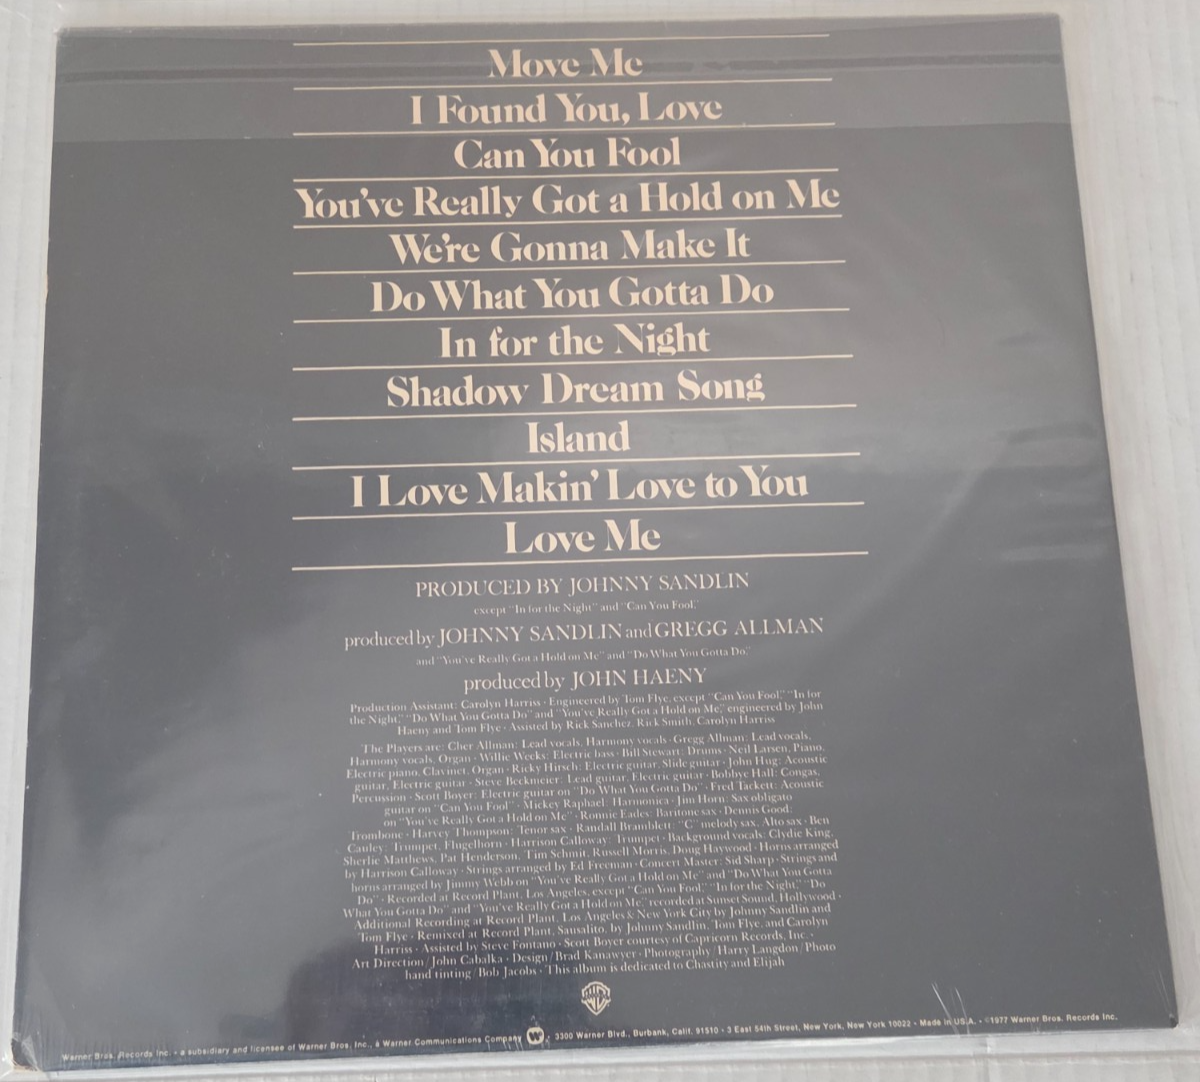 Move Me
I Found You, Love
Can You Fool
You've Really Got a Hold on Me
We're Gonna Make It
Do What You Gotta Do
In for the Night
Shadow Dream Song
Island
I Love Makin' Love to You
Love Me
PRODUCED BY JOHNNY SANDLIN
except "In for the Night" and "Can You Fool,"
produced by JOHNNY SANDLIN and GREGG ALLMAN
and "You've Really Got a Hold on Me" and "Do What You Gotta Do,"
produced by JOHN HAENY
Production Assistant: Carolyn Harriss · Engineered by Tom Flye, except "Can You Fool," "In for
the Night," "Do What You Gotta Do" and "You've Really Got a Hold on Me," engineered by John
Haeny and Tom Flye · Assisted by Rick Sanchez, Rick Smith, Carolyn Harriss
The Players are: Cher Allman: Lead vocals, Harmony vocals · Gregg Allman: Lead vocals,
Harmony vocals, Organ · Willie Weeks: Electric bass · Bill Stewart: Drums · Neil Larsen, Piano,
Electric piano, Clavinet, Organ · Ricky Hirsch: Electric guitar, Slide guitar · John Hug: Acoustic
guitar, Electric guitar · Steve Beckmeier: Lead guitar, Electric guitar · Bobbye Hall: Congas,
Percussion · Scott Boyer: Electric guitar on "Do What You Gotta Do" · Fred Tackett: Acoustic
guitar on "Can You Fool" · Mickey Raphael: Harmonica · Jim Horn: Sax obligato
on "You've Really Got a Hold on Me" · Ronnie Eades: Baritone sax · Dennis Good:
Trombone · Harvey Thompson: Tenor sax · Randall Bramblett: "C" melody sax, Alto sax · Ben
Cauley: Trumpet, Flugelhorn · Harrison Calloway: Trumpet · Background vocals: Clydie King,
Sherlie Matthews, Pat Henderson, Tim Schmit, Russell Morris, Doug Haywood · Horns arranged
by Harrison Calloway · Strings arranged by Ed Freeman · Concert Master: Sid Sharp · Strings and
horns arranged by Jimmy Webb on "You've Really Got a Hold on Me" and "Do What You Gotta
Do" · Recorded at Record Plant, Los Angeles, except "Can You Fool," "In for the Night," "Do
What You Gotta Do" and "You've Really Got a Hold on Me," recorded at Sunset Sound, Hollywood ·
Additional Recording at Record Plant, Los Angeles & New York City by Johnny Sandlin and
Tom Flye · Remixed at Record Plant, Sausalito, by Johnny Sandlin, Tom Flye, and Carolyn
Harriss · Assisted by Steve Fontano · Scott Boyer courtesy of Capricorn Records, Inc. ·
Art Direction/John Cabalka · Design/Brad Kanawyer · Photography/Harry Langdon/Photo
hand tinting/Bob Jacobs · This album is dedicated to Chastity and Elijah
WB
Warner Bros. Records Inc. · a subsidiary and licensee of Warner Bros. Inc., a Warner Communications Company · 3300 Warner Blvd., Burbank, Calif. 91510 · 3 East 54th Street, New York, New York 10022 · Made in U.S.A. · ©1977 Warner Bros. Records Inc.